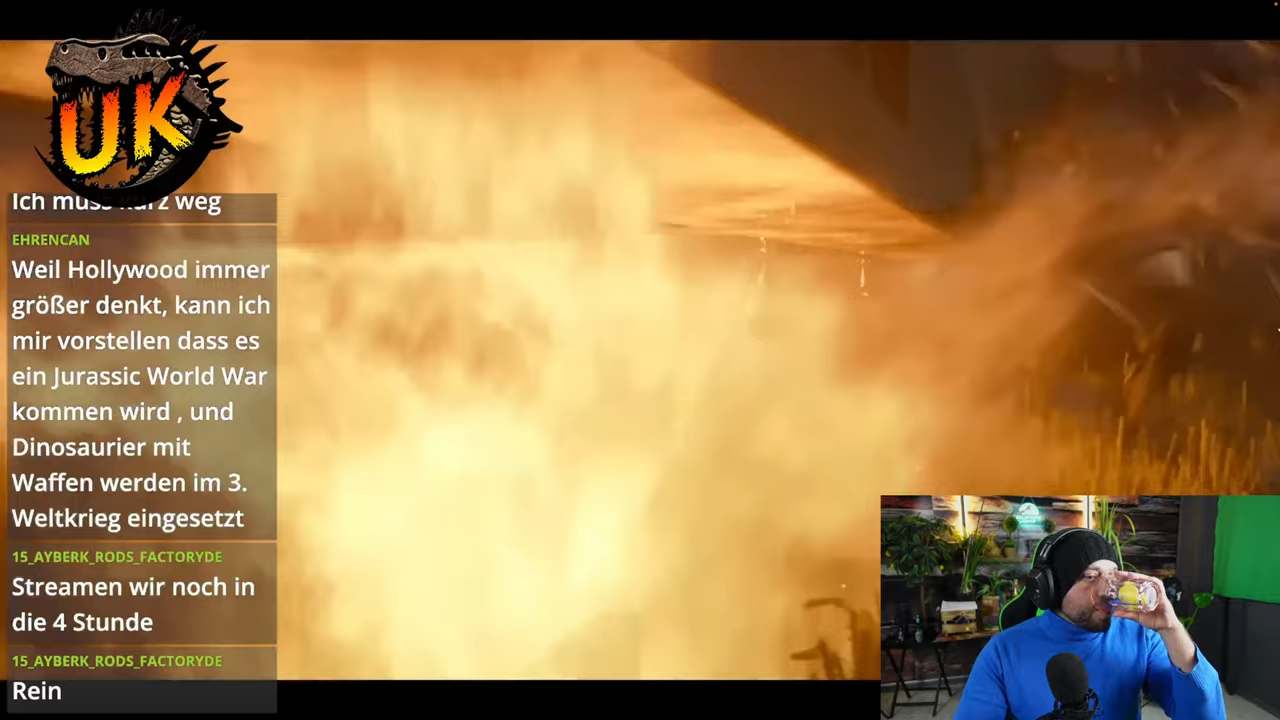 UK
Ich muss kurz weg
EHRENCAN
Weil Hollywood immer
größer denkt, kann ich
mir vorstellen dass es
ein Jurassic World War
kommen wird , und
Dinosaurier mit
Waffen werden im 3.
Weltkrieg eingesetzt
15_AYBERK_RODS_FACTORYDE
Streamen wir noch in
die 4 Stunde
15_AYBERK_RODS_FACTORYDE
Rein